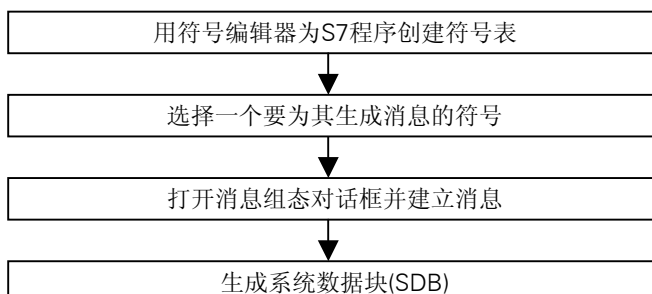 用符号编辑器为S7程序创建符号表
选择一个要为其生成消息的符号
打开消息组态对话框并建立消息
生成系统数据块(SDB)